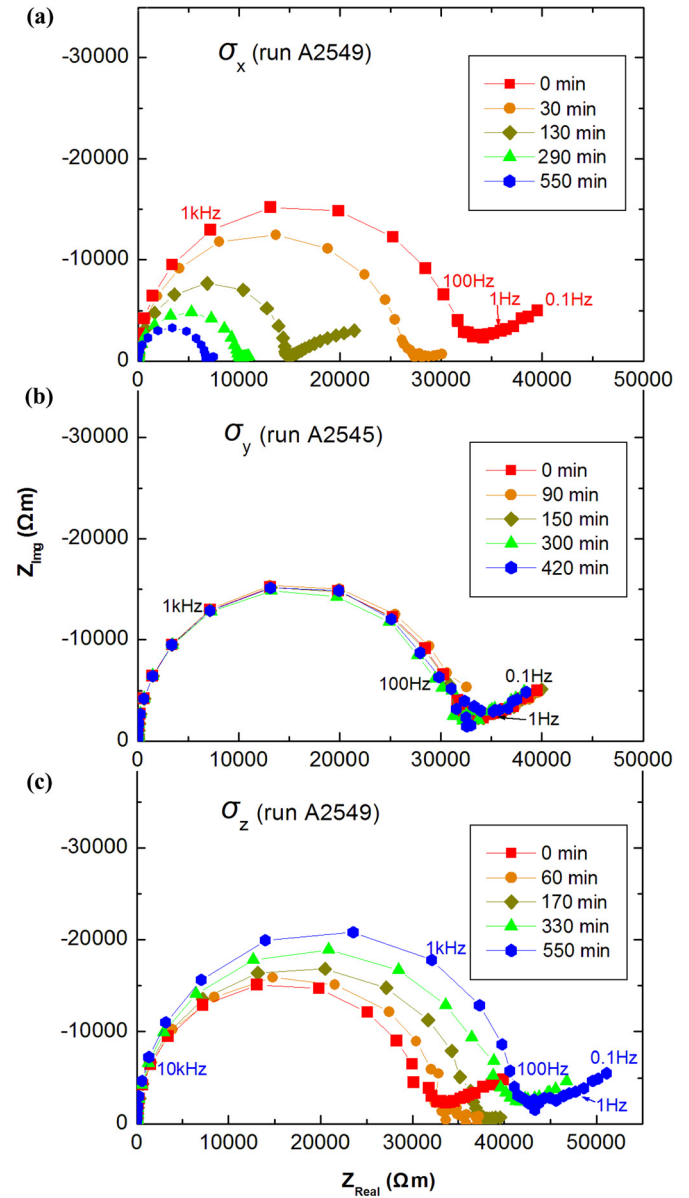 (a)
σx (run A2549)
-30000
-20000
-10000
0
0 min
30 min
130 min
290 min
550 min
1kHz
100Hz
1Hz
0.1Hz
0 10000 20000 30000 40000 50000
(b)
σy (run A2545)
-30000
-20000
-10000
0
0 min
90 min
150 min
300 min
420 min
1kHz
100Hz
0.1Hz
1Hz
0 10000 20000 30000 40000 50000
ZImg (Ωm)
(c)
σz (run A2549)
-30000
-20000
-10000
0
0 min
60 min
170 min
330 min
550 min
1kHz
10kHz
100Hz
0.1Hz
1Hz
0 10000 20000 30000 40000 50000
ZReal (Ωm)